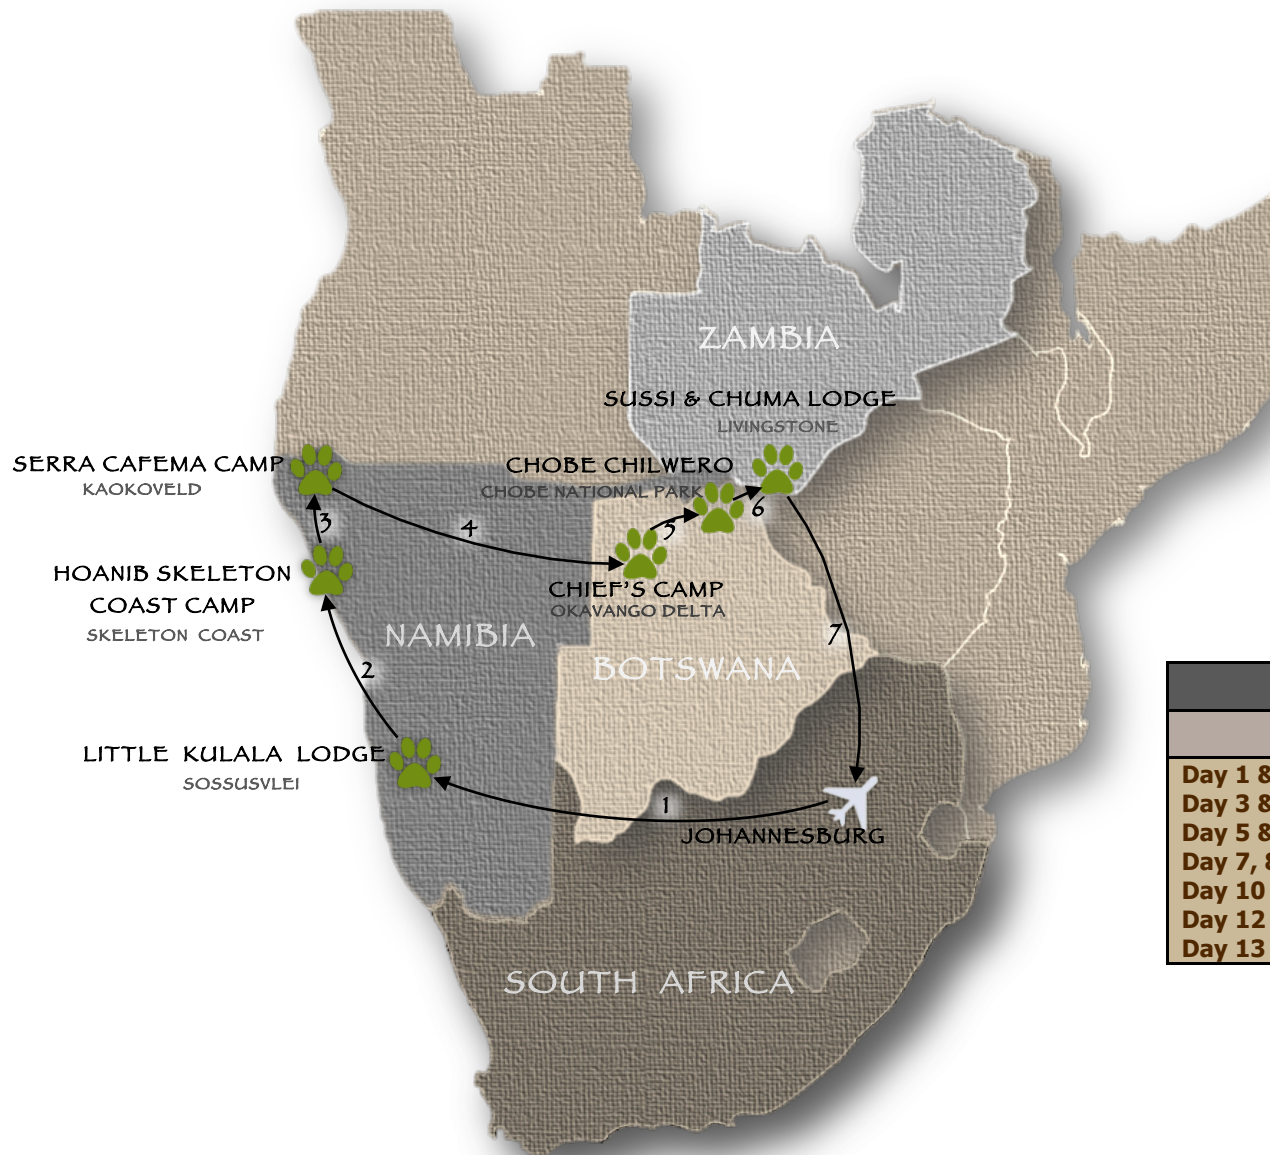 ZAMBIA
SUSSI & CHUMA LODGE
LIVINGSTONE
SERRA CAFEMA CAMP
KAOKOVELD
CHOBE CHILWERO
CHOBE NATIONAL PARK
3
4
5
6
HOANIB SKELETON
COAST CAMP
SKELETON COAST
CHIEF'S CAMP
OKAVANGO DELTA
NAMIBIA
7
BOTSWANA
2
LITTLE KULALA LODGE
SOSSUSVLEI
1
JOHANNESBURG
SOUTH AFRICA
Day 1 &
Day 3 &
Day 5 &
Day 7, 8
Day 10
Day 12
Day 13